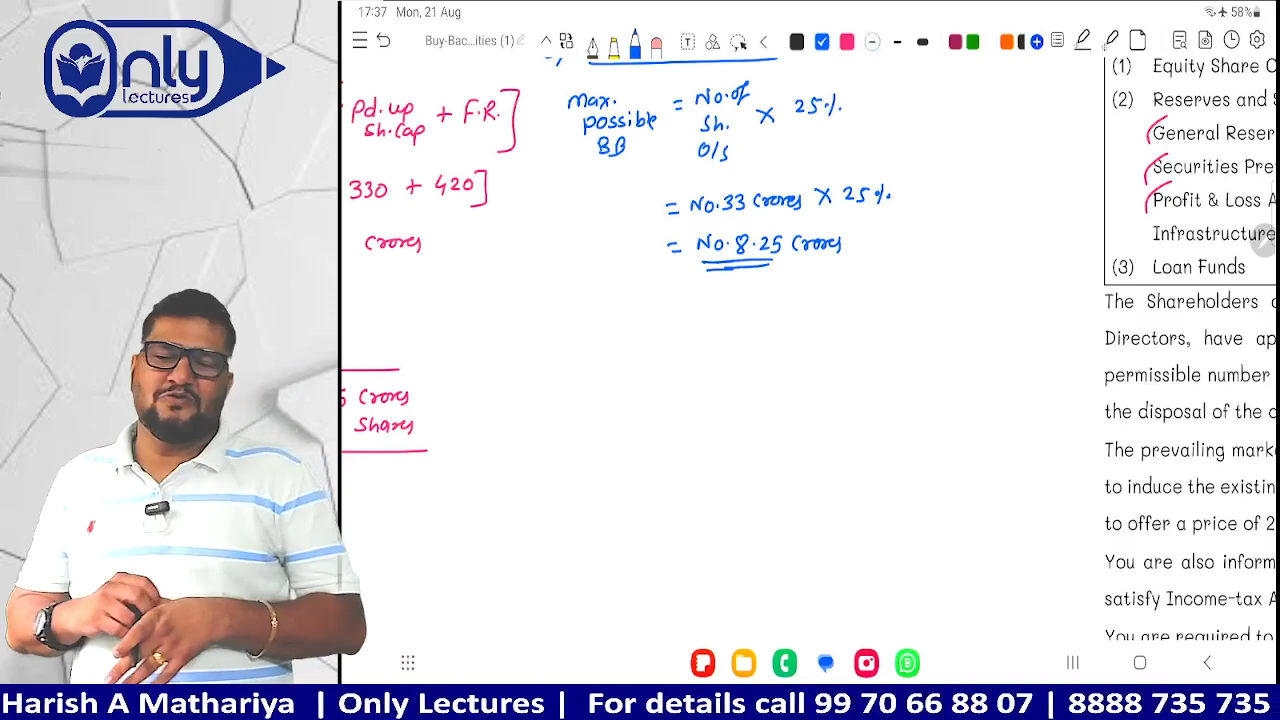 Only
lectures
17:37 Mon, 21 Aug
58%
Buy-Bac...ities (1)
Pd.up
Sh.Cap + F.R.
330 + 420
Crores
Crores
Shares
Max.
possible
BB
= No.of
Sh.
O/S
x 25%
= No.33 Crores x 25%
= No.8.25 Crores
(1) Equity Share C
(2) Reserves and S
General Reser
Securities Pre
Profit & Loss A
Infrastructure
(3) Loan Funds
The Shareholders
Directors, have ap
permissible number
the disposal of the c
The prevailing mark
to induce the existin
to offer a price of 2
You are also inform
satisfy Income-tax A
You are required to
Harish A Mathariya | Only Lectures | For details call 99 70 66 88 07 | 8888 735 735